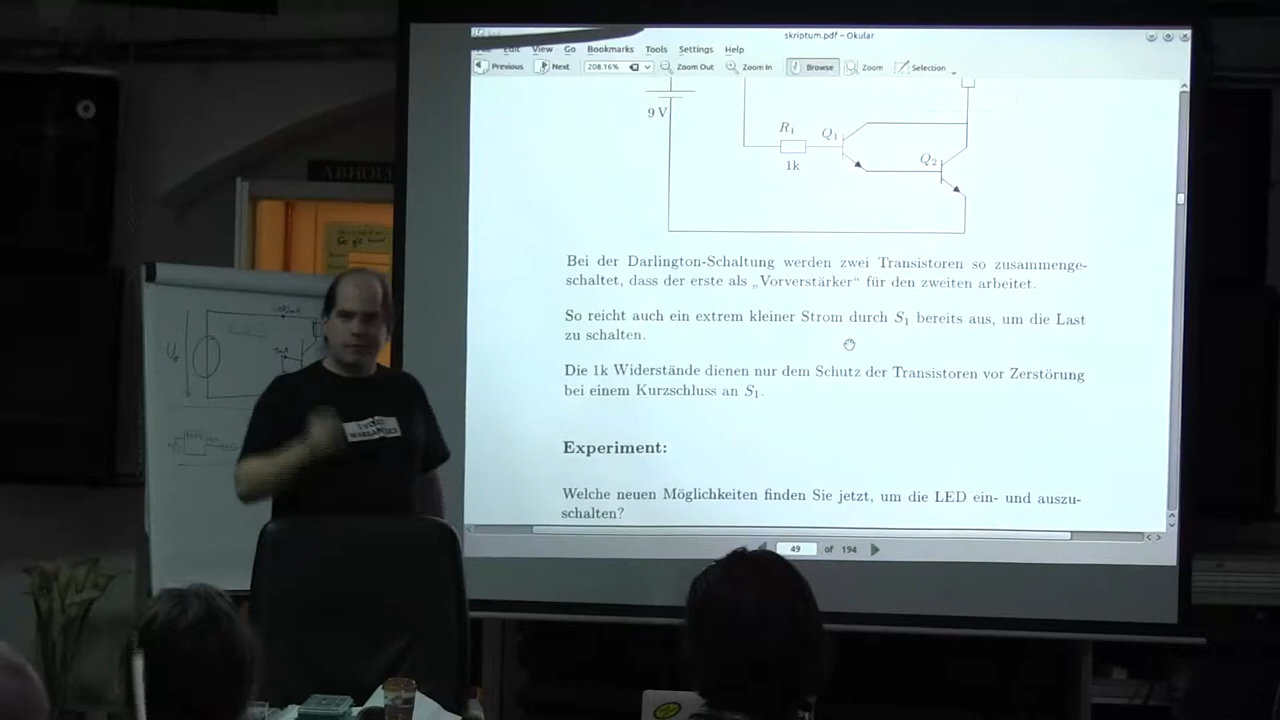 skriptum.pdf – Okular
Edit View Go Bookmarks Tools Settings Help
Previous Next 208.16% Zoom Out Zoom In Browse Zoom Selection
9 V
R1
1k
Q1
Q2
ABHOL
Bei der Darlington-Schaltung werden zwei Transistoren so zusammenge-
schaltet, dass der erste als „Vorverstärker“ für den zweiten arbeitet.
So reicht auch ein extrem kleiner Strom durch S1 bereits aus, um die Last
zu schalten.
Die 1k Widerstände dienen nur dem Schutz der Transistoren vor Zerstörung
bei einem Kurzschluss an S1.
Experiment:
Welche neuen Möglichkeiten finden Sie jetzt, um die LED ein- und auszu-
schalten?
49 of 194